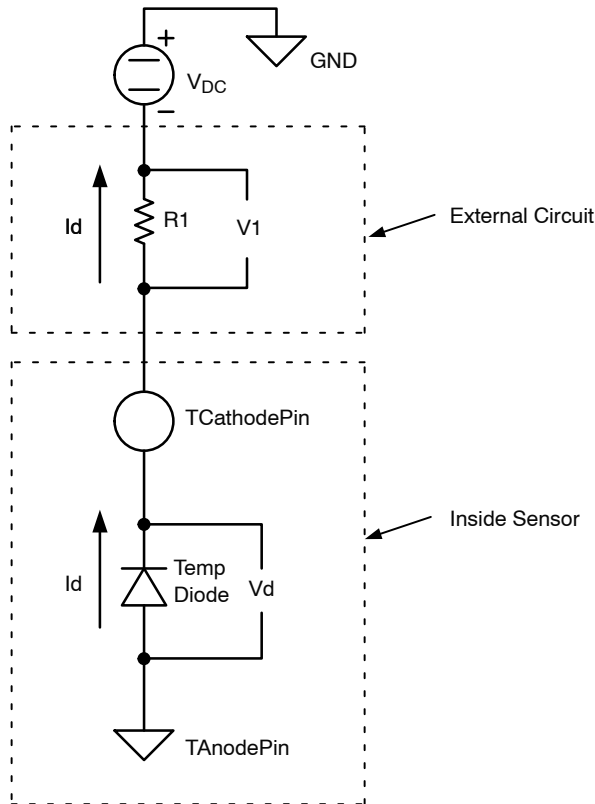 +
GND
VDC
−
Id
R1
V1
External Circuit
TCathodePin
Inside Sensor
Id
Temp
Diode
Vd
TAnodePin